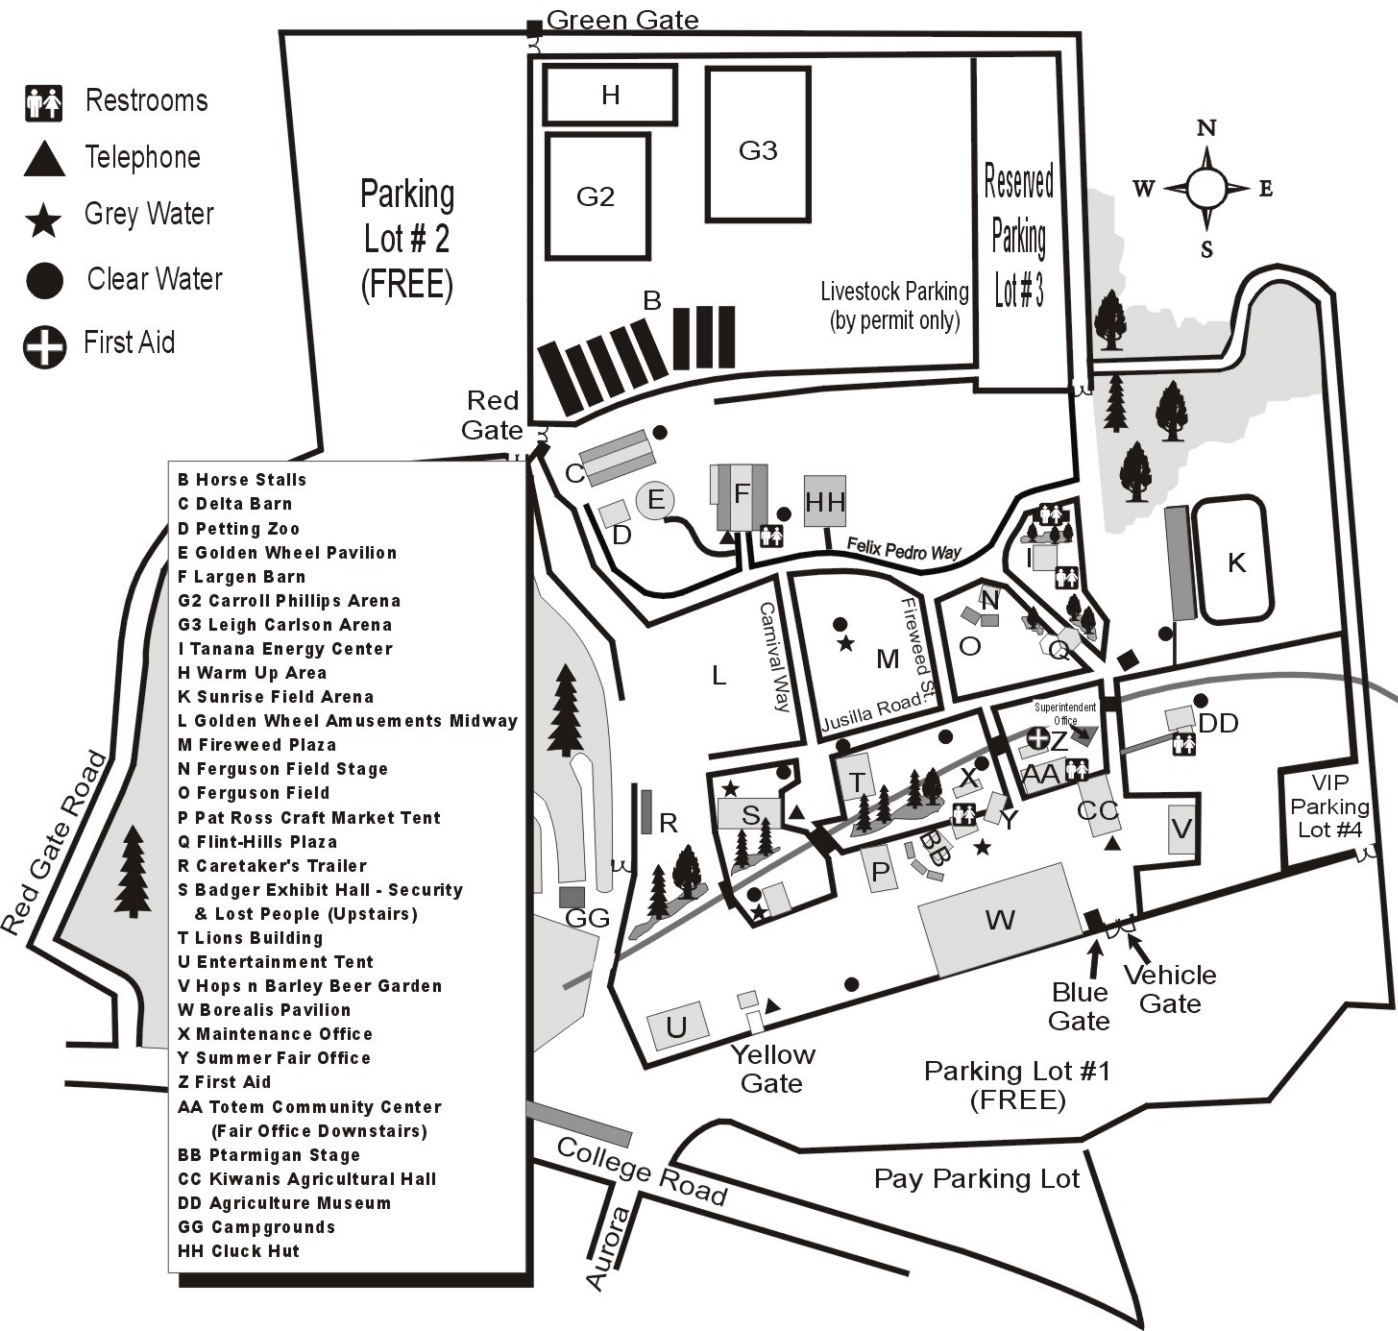 Green Gate
Restrooms
Telephone
Grey Water
Clear Water
First Aid
N
W
E
S
H
G2
G3
Parking
Lot # 2
(FREE)
Reserved
Parking
Lot # 3
Livestock Parking
(by permit only)
B
Red
Gate
C
D
E
F
HH
Felix Pedro Way
I
K
N
O
Q
L
Carnival Way
M
Fireweed St.
Jusilla Road
Superintendent
Office
Z
AA
DD
CC
V
VIP
Parking
Lot #4
T
X
Y
S
R
P
BB
W
GG
U
Red Gate Road
Yellow
Gate
Blue
Gate
Vehicle
Gate
Parking Lot #1
(FREE)
Pay Parking Lot
College Road
Aurora
B Horse Stalls
C Delta Barn
D Petting Zoo
E Golden Wheel Pavilion
F Largen Barn
G2 Carroll Phillips Arena
G3 Leigh Carlson Arena
I Tanana Energy Center
H Warm Up Area
K Sunrise Field Arena
L Golden Wheel Amusements Midway
M Fireweed Plaza
N Ferguson Field Stage
O Ferguson Field
P Pat Ross Craft Market Tent
Q Flint-Hills Plaza
R Caretaker's Trailer
S Badger Exhibit Hall - Security
& Lost People (Upstairs)
T Lions Building
U Entertainment Tent
V Hops n Barley Beer Garden
W Borealis Pavilion
X Maintenance Office
Y Summer Fair Office
Z First Aid
AA Totem Community Center
(Fair Office Downstairs)
BB Ptarmigan Stage
CC Kiwanis Agricultural Hall
DD Agriculture Museum
GG Campgrounds
HH Cluck Hut